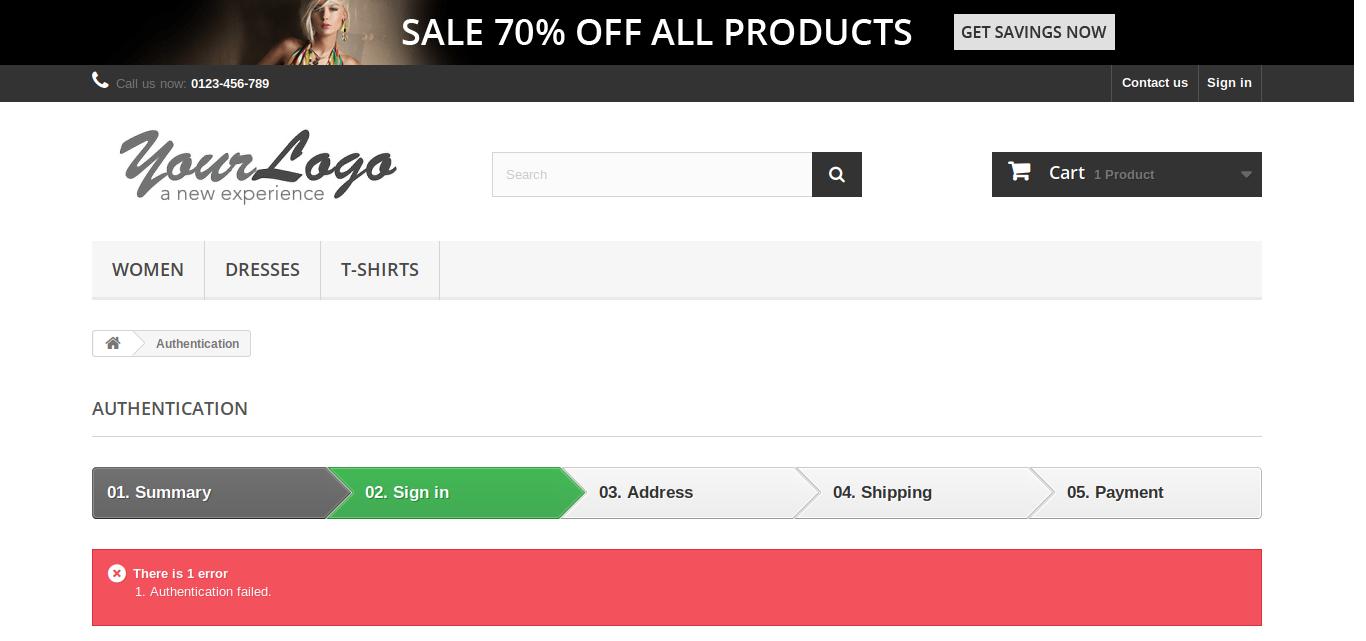 SALE 70% OFF ALL PRODUCTS GET SAVINGS NOW
Call us now: 0123-456-789 Contact us Sign in
Your Logo
a new experience
Search
Cart 1 Product
WOMEN DRESSES T-SHIRTS
Authentication
AUTHENTICATION
01. Summary 02. Sign in 03. Address 04. Shipping 05. Payment
There is 1 error
1. Authentication failed.